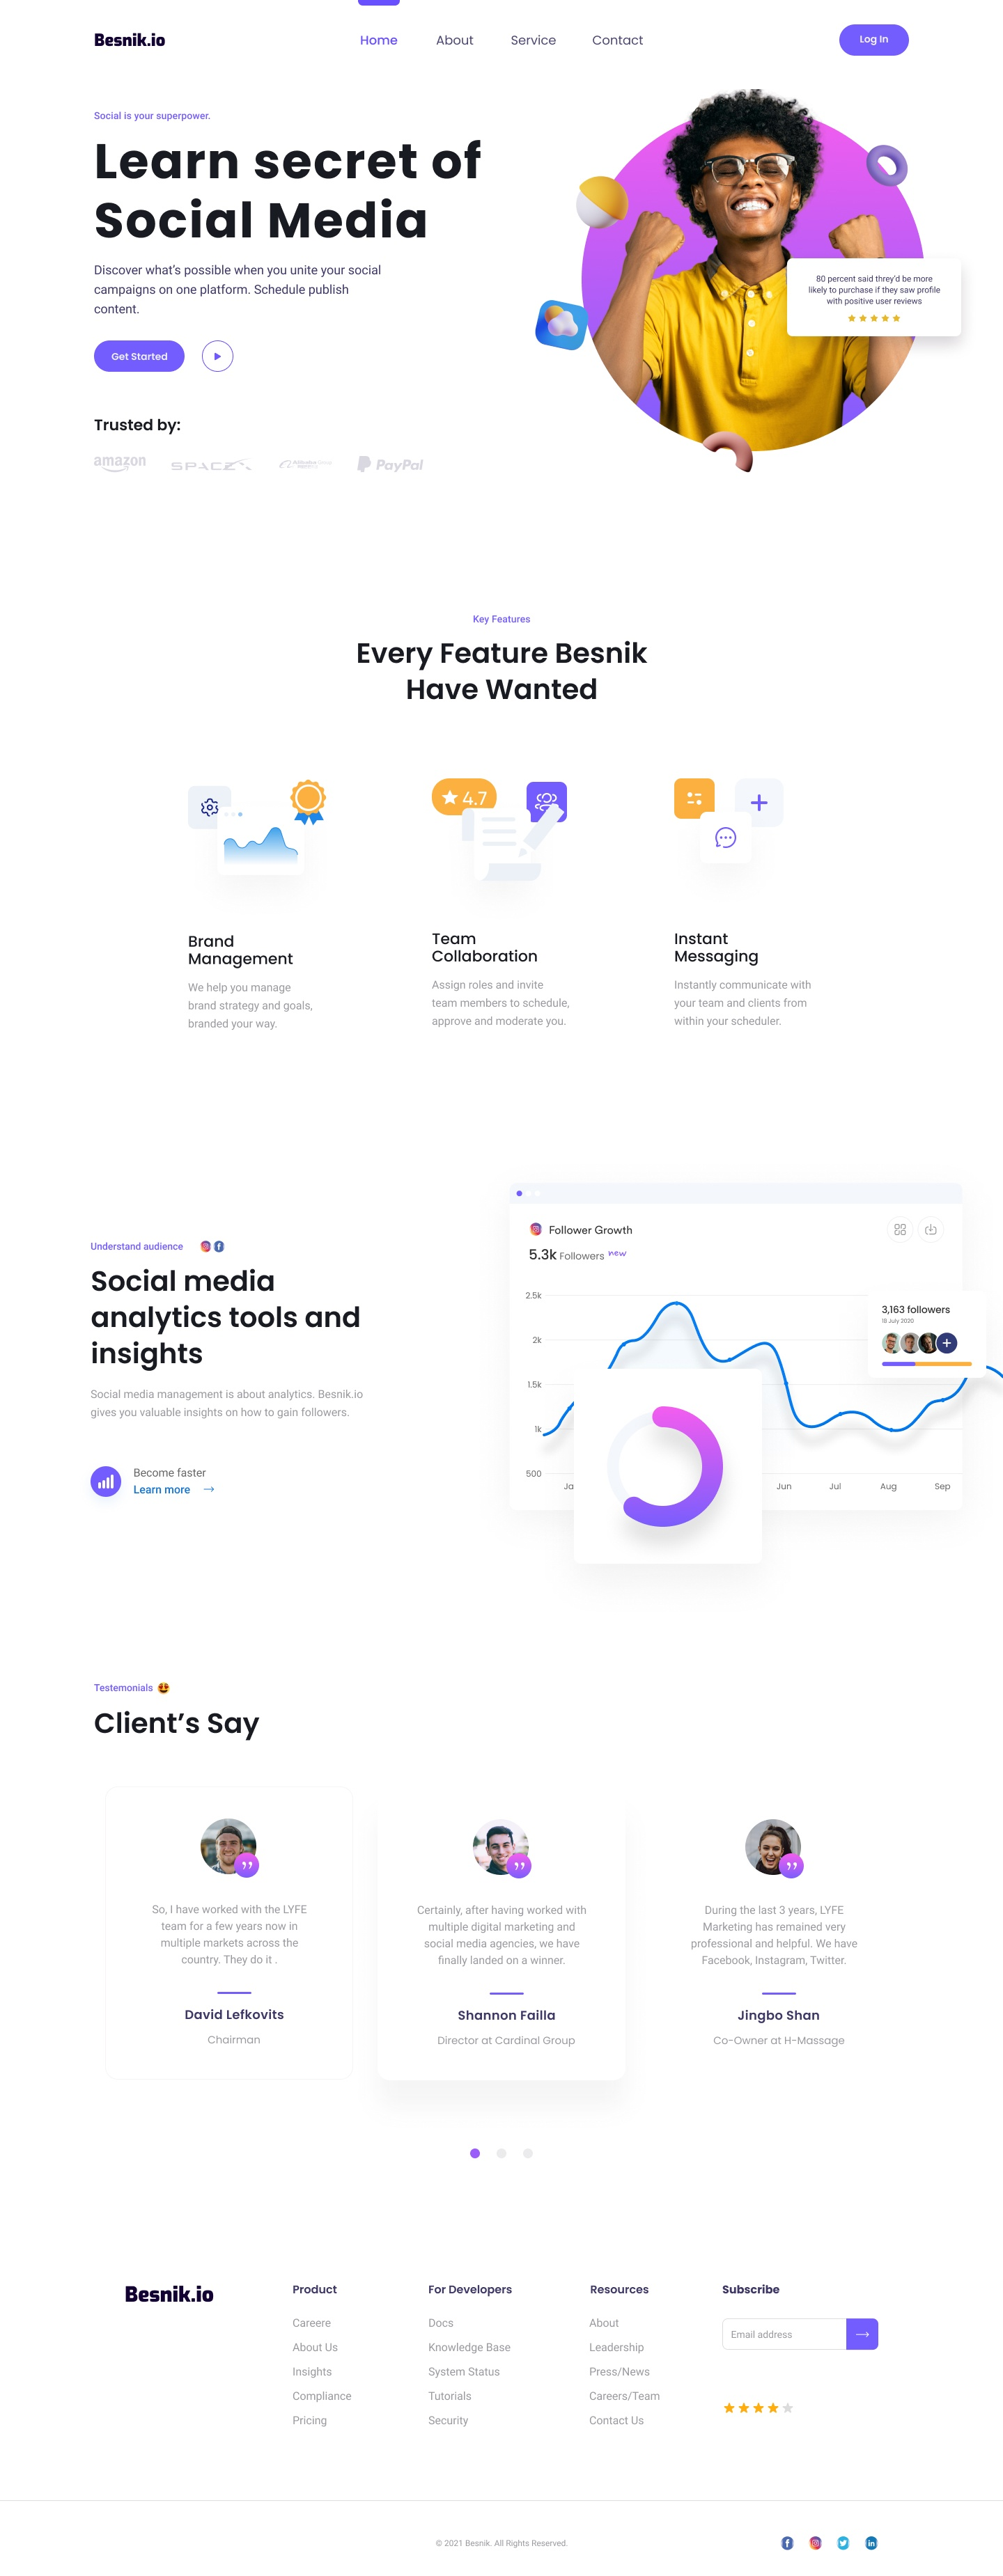 Besnik.io
Home
About
Service
Contact
Log In
Social is your superpower.
Learn secret of
Social Media
Discover what's possible when you unite your social
campaigns on one platform. Schedule publish
content.
Get Started
80 percent said threy'd be more
likely to purchase if they saw profile
with positive user reviews
Trusted by:
amazon
SPACEX
PayPal
Key Features
Every Feature Besnik
Have Wanted
4.7
Brand
Management
We help you manage
brand strategy and goals,
branded your way.
Team
Collaboration
Assign roles and invite
team members to schedule,
approve and moderate you.
Instant
Messaging
Instantly communicate with
your team and clients from
within your scheduler.
Understand audience
Social media
analytics tools and
insights
Social media management is about analytics. Besnik.io
gives you valuable insights on how to gain followers.
Become faster
Learn more
Follower Growth
5.3k Followers new
2.5k
2k
1.5k
1k
500
Ja
Jun
Jul
Aug
Sep
3,163 followers
18 July 2020
Testemonials
Client's Say
So, I have worked with the LYFE
team for a few years now in
multiple markets across the
country. They do it .
David Lefkovits
Chairman
Certainly, after having worked with
multiple digital marketing and
social media agencies, we have
finally landed on a winner.
Shannon Failla
Director at Cardinal Group
During the last 3 years, LYFE
Marketing has remained very
professional and helpful. We have
Facebook, Instagram, Twitter.
Jingbo Shan
Co-Owner at H-Massage
Besnik.io
Product
Careere
About Us
Insights
Compliance
Pricing
For Developers
Docs
Knowledge Base
System Status
Tutorials
Security
Resources
About
Leadership
Press/News
Careers/Team
Contact Us
Subscribe
Email address
© 2021 Besnik. All Rights Reserved.